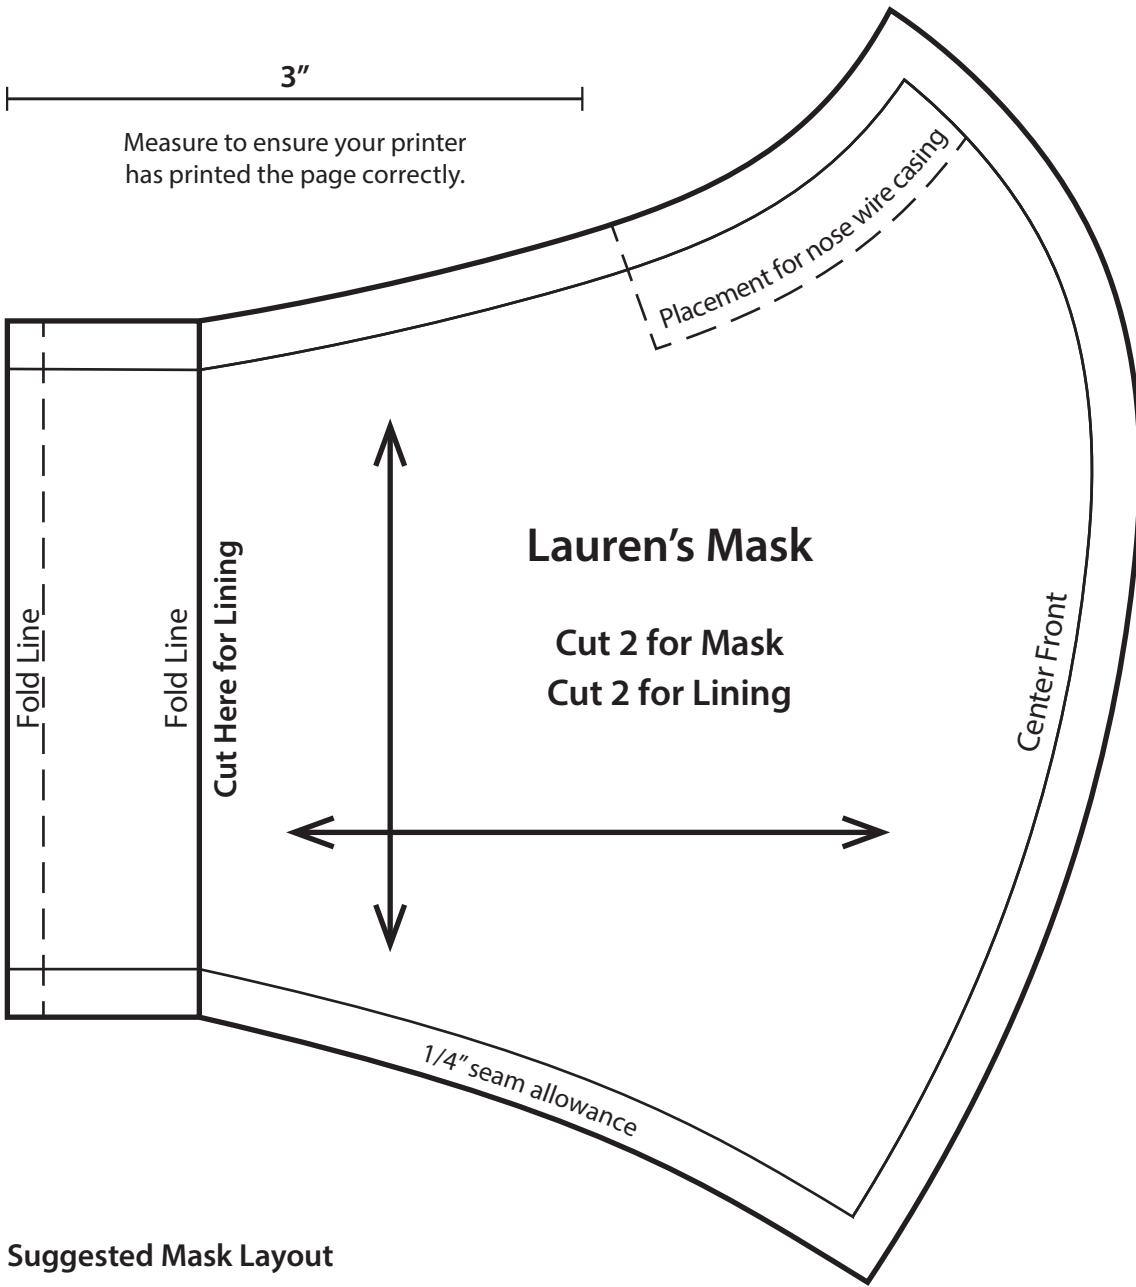 3”
Measure to ensure your printer
has printed the page correctly.
Placement for nose wire casing
Fold Line
Fold Line
Cut Here for Lining
Lauren’s Mask
Cut 2 for Mask
Cut 2 for Lining
Center Front
1/4” seam allowance
Suggested Mask Layout